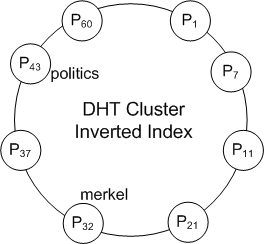 P60
P1
P43
politics
P7
DHT Cluster
Inverted Index
P37
P11
merkel
P32
P21